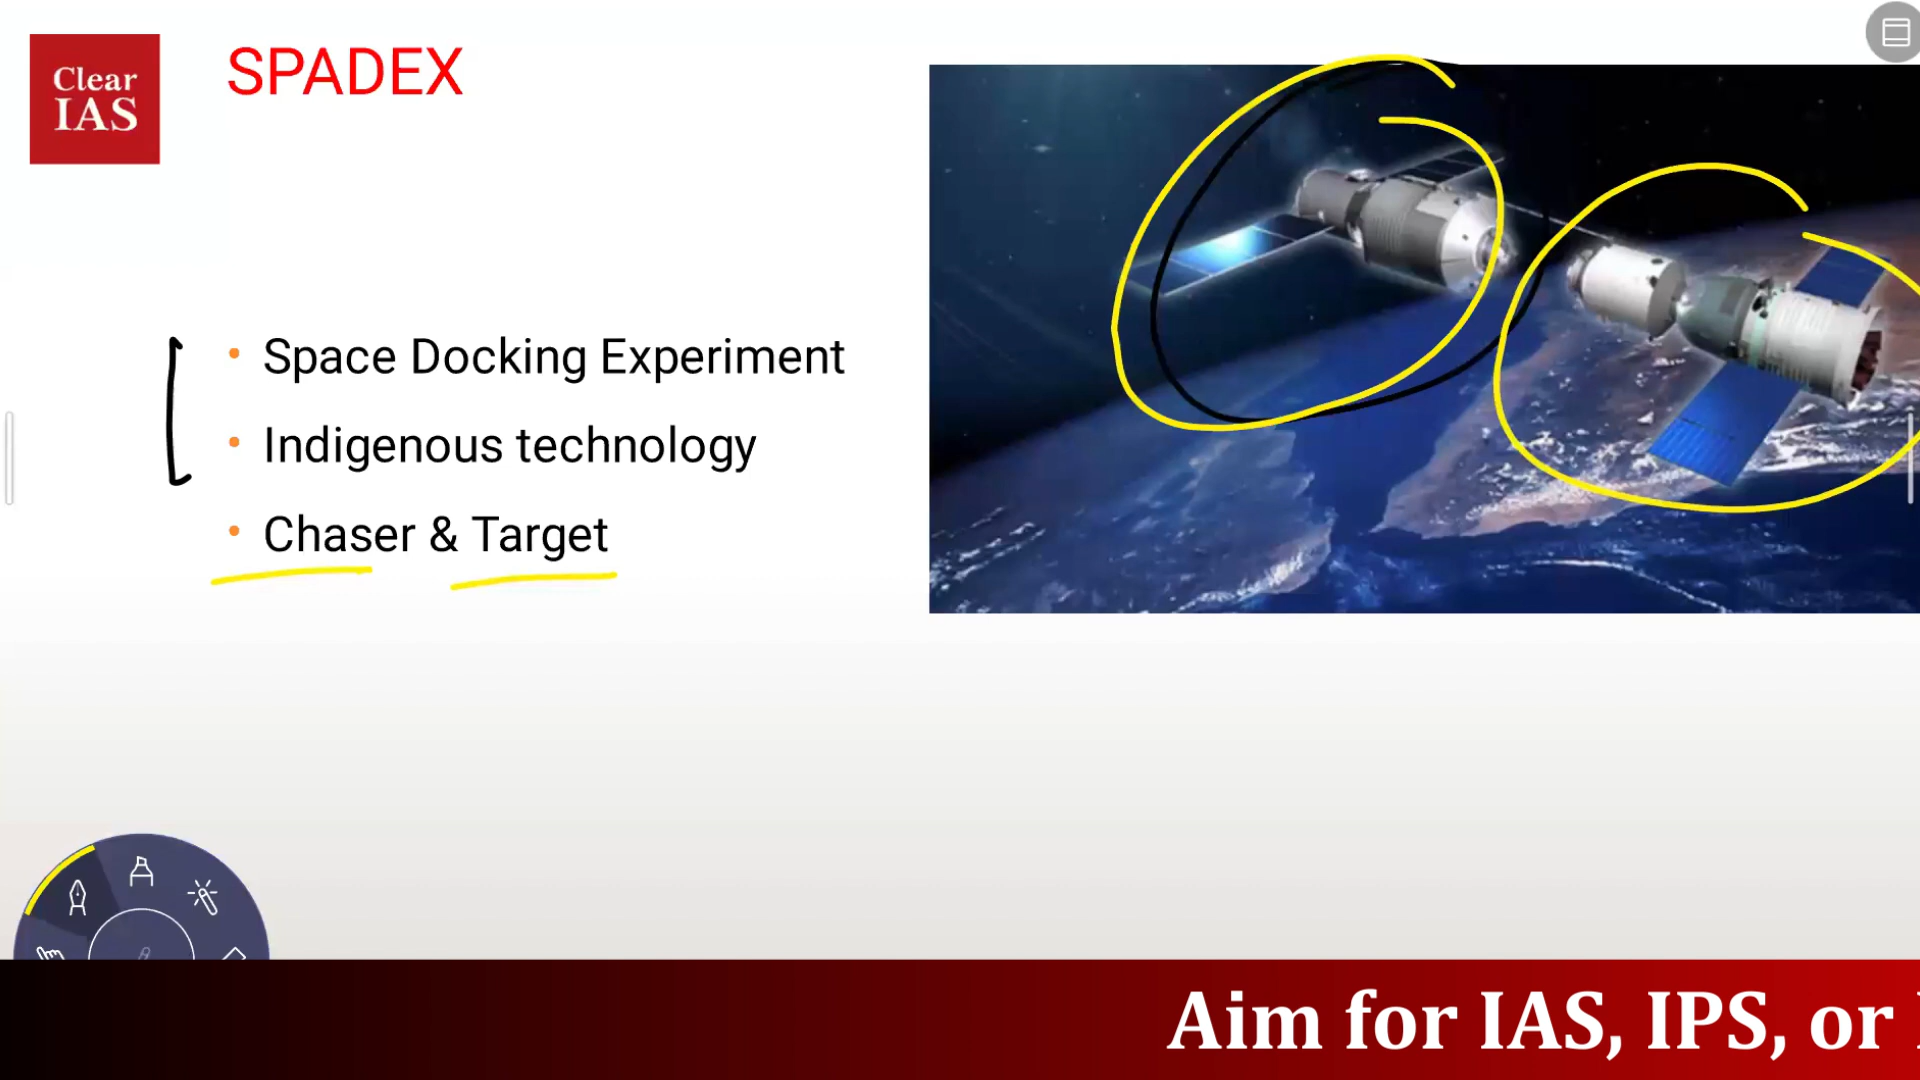 Clear
IAS
SPADEX
• Space Docking Experiment
• Indigenous technology
• Chaser & Target
Aim for IAS, IPS, or